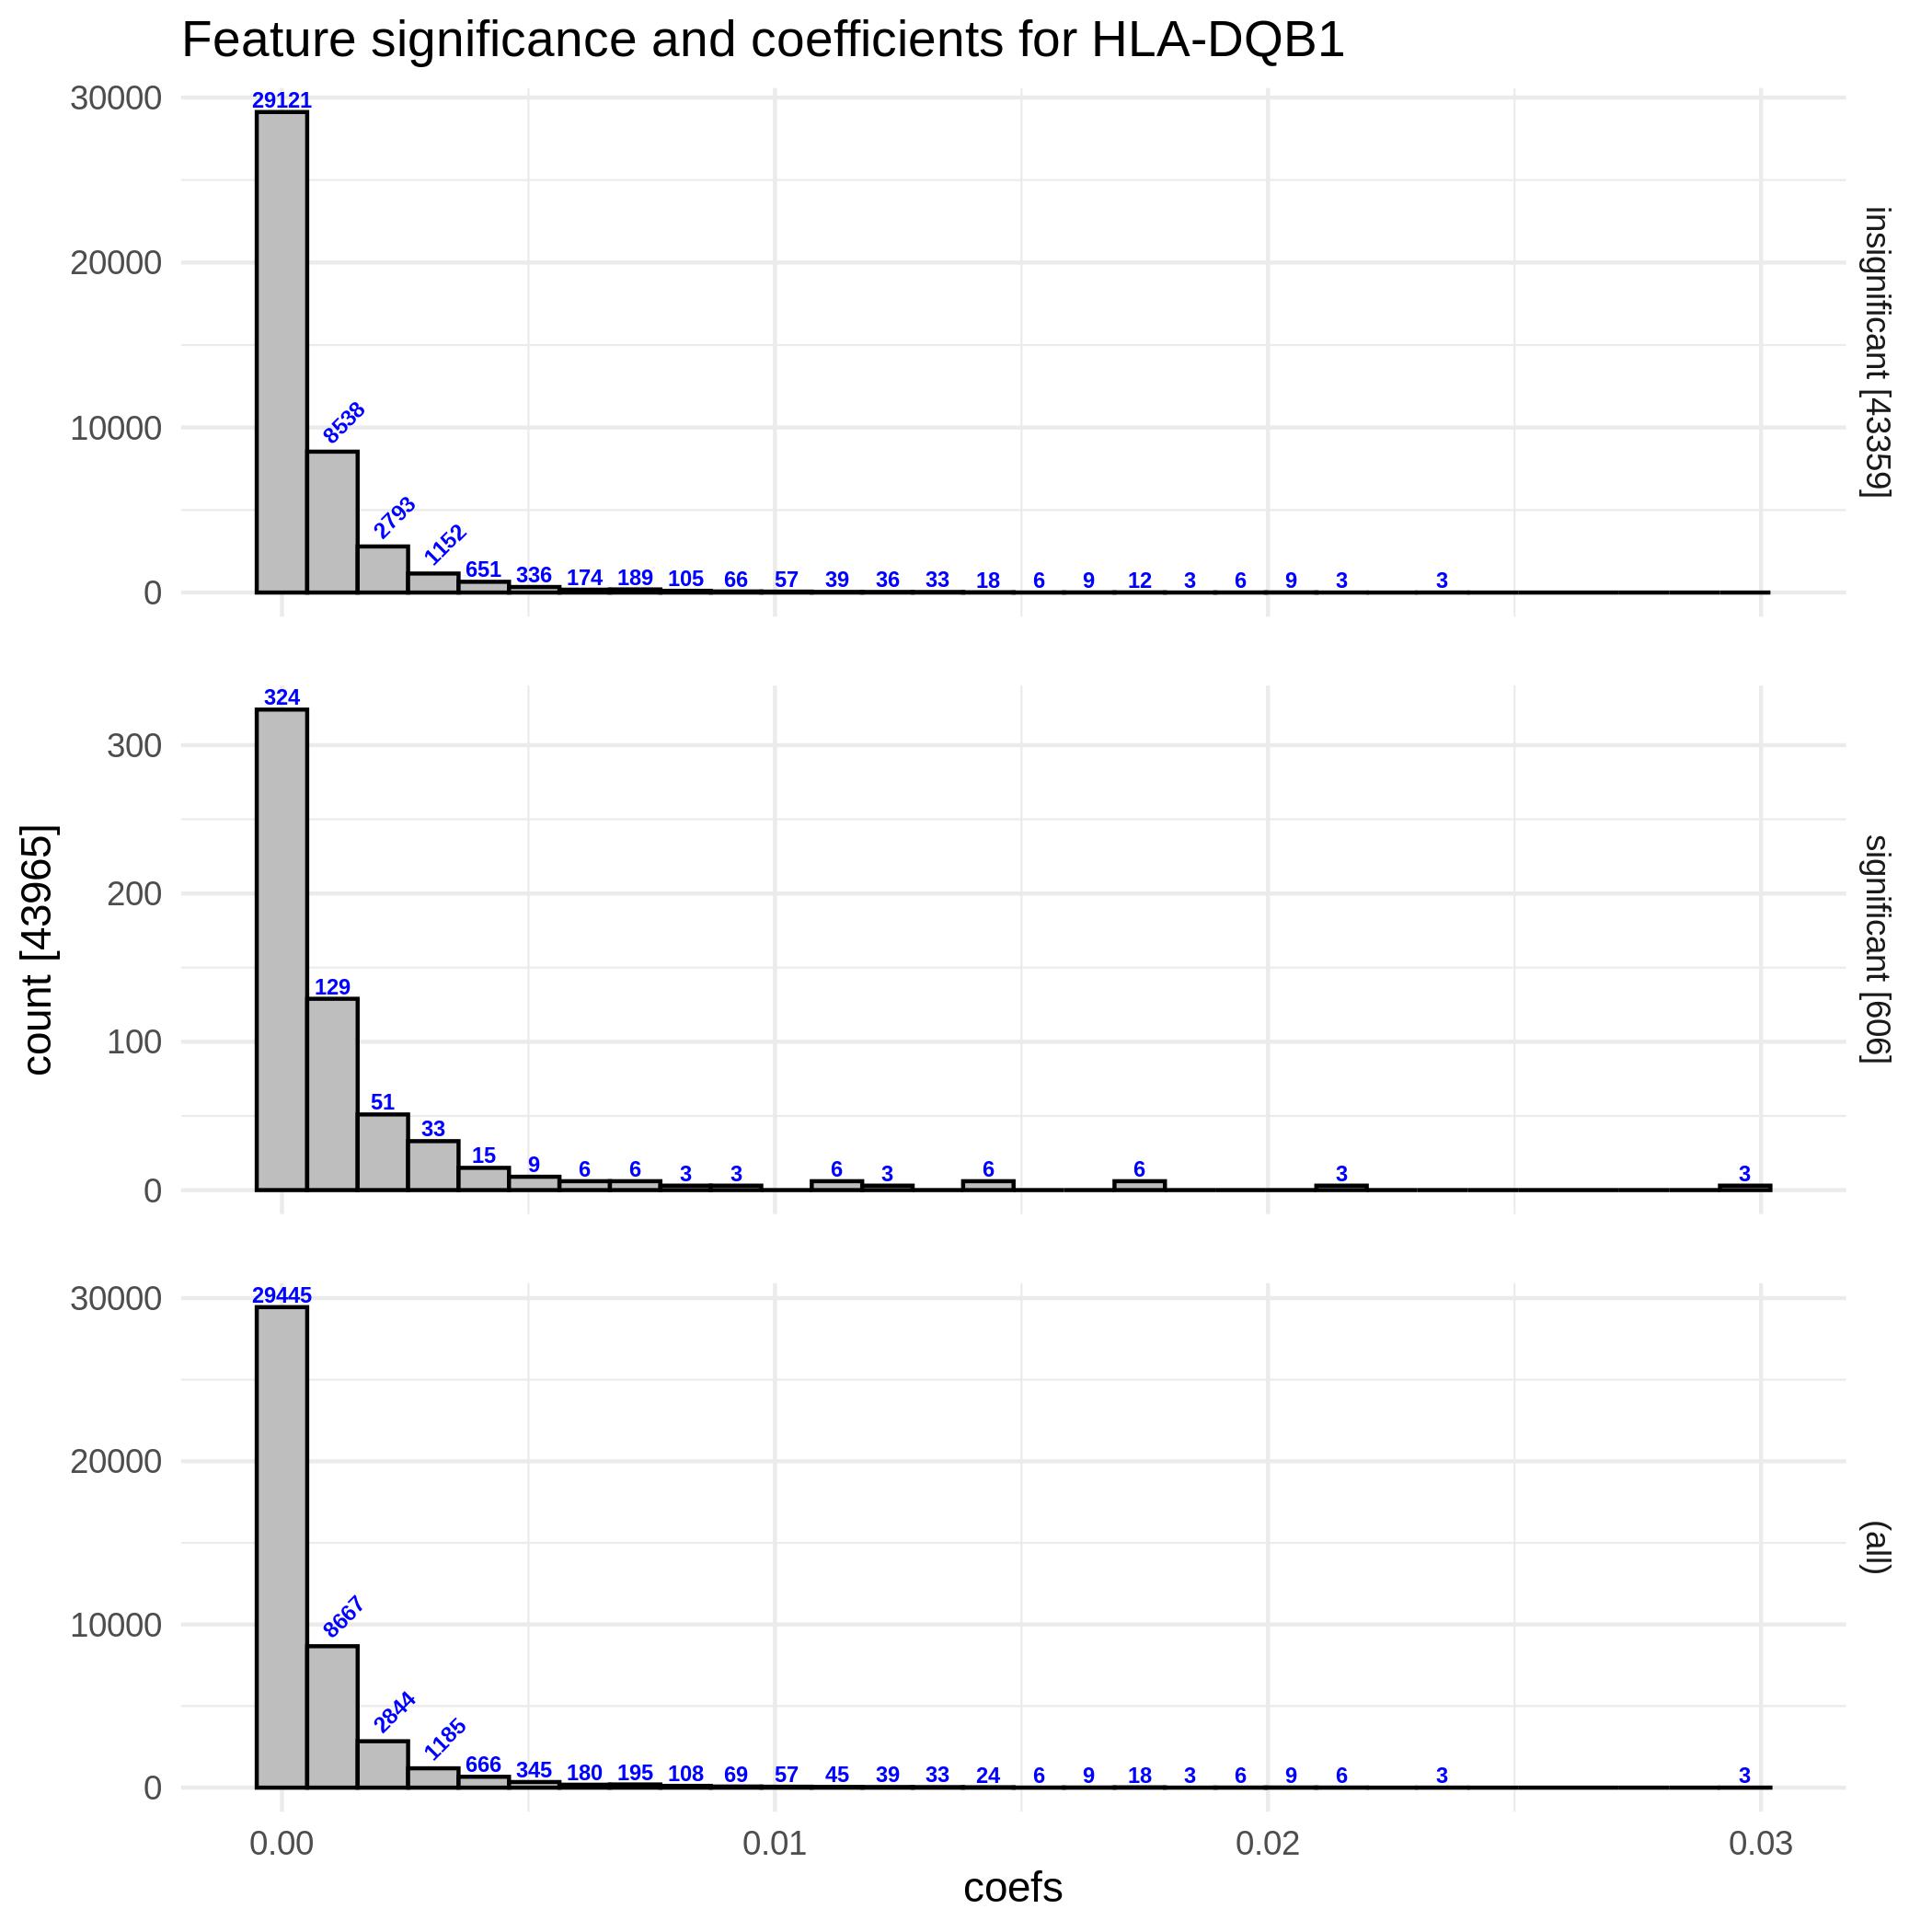 Feature significance and coefficients for HLA-DQB1
count [43965]
30000
20000
10000
0
29121
8538
2793
1152
651 336 174 189 105 66 57 39 36 33 18 6 9 12 3 6 9 3 3
insignificant [43359]
300
200
100
0
324
129
51
33
15
9 6 6 3 3 6 3 6 6 3 3
significant [606]
30000
20000
10000
0
29445
8667
2844
1185
666 345 180 195 108 69 57 45 39 33 24 6 9 18 3 6 9 6 3 3
(all)
0.00 0.01 0.02 0.03
coefs